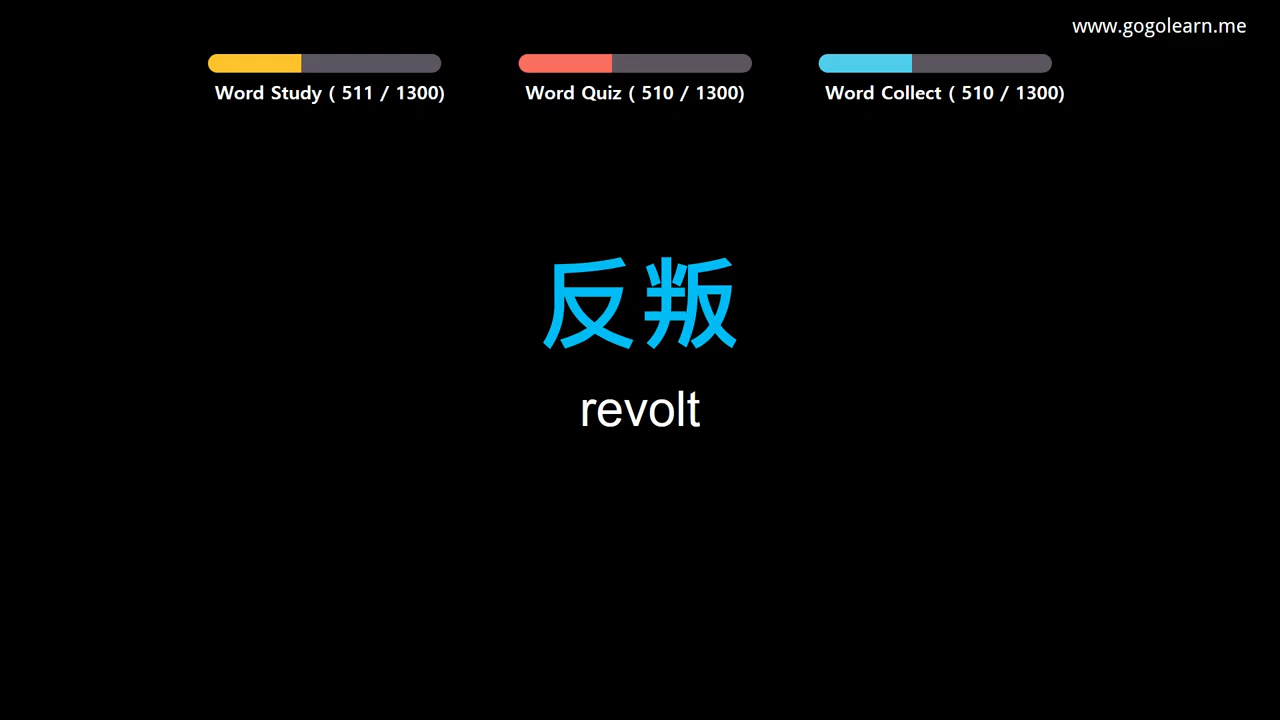 www.gogolearn.me
Word Study ( 511 / 1300)
Word Quiz ( 510 / 1300)
Word Collect ( 510 / 1300)
反叛
revolt